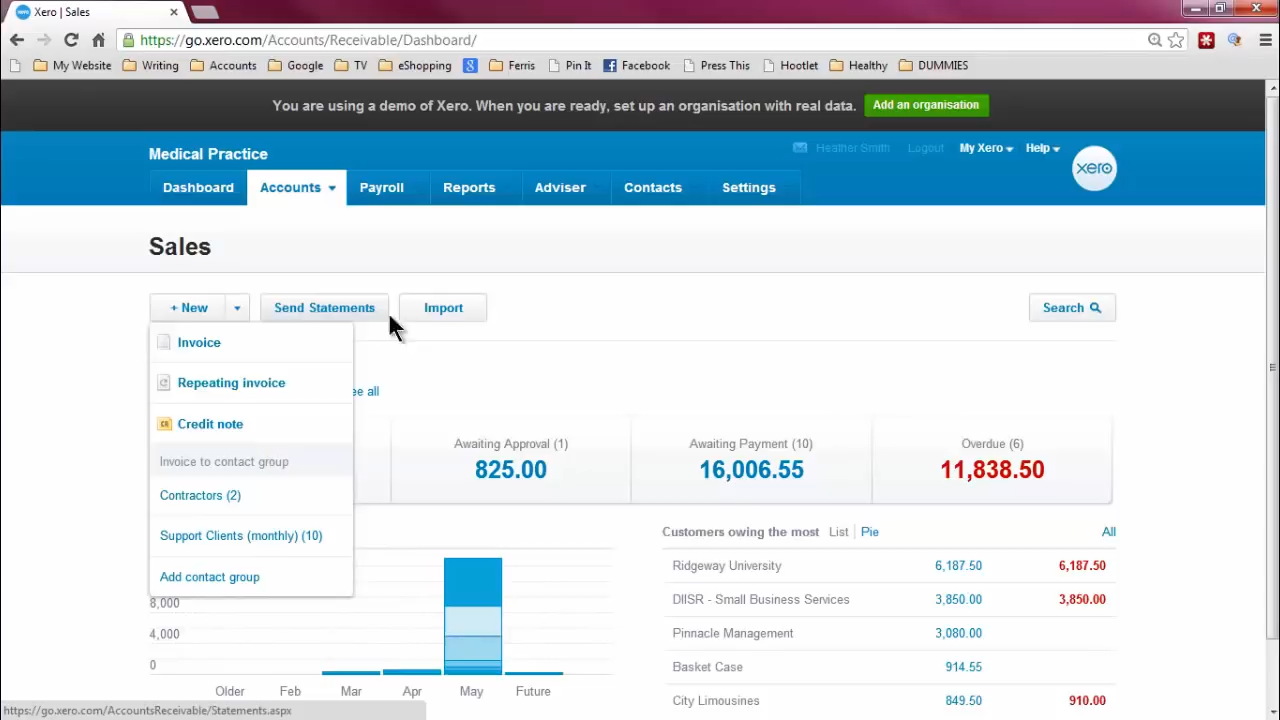 Xero | Sales
https://go.xero.com/Accounts/Receivable/Dashboard/
My Website Writing Accounts Google TV eShopping Ferris Pin It Facebook Press This Hootlet Healthy DUMMIES
You are using a demo of Xero. When you are ready, set up an organisation with real data. Add an organisation
Medical Practice Heather Smith Logout My Xero Help
xero
Dashboard Accounts Payroll Reports Adviser Contacts Settings
Sales
+ New Send Statements Import Search
Invoice
Repeating invoice
ee all
Credit note
Invoice to contact group
Contractors (2)
Support Clients (monthly) (10)
Add contact group
Awaiting Approval (1) Awaiting Payment (10) Overdue (6)
825.00 16,006.55 11,838.50
8,000
4,000
0
Older Feb Mar Apr May Future
Customers owing the most List Pie All
Ridgeway University 6,187.50 6,187.50
DIISR - Small Business Services 3,850.00 3,850.00
Pinnacle Management 3,080.00
Basket Case 914.55
City Limousines 849.50 910.00
https://go.xero.com/AccountsReceivable/Statements.aspx